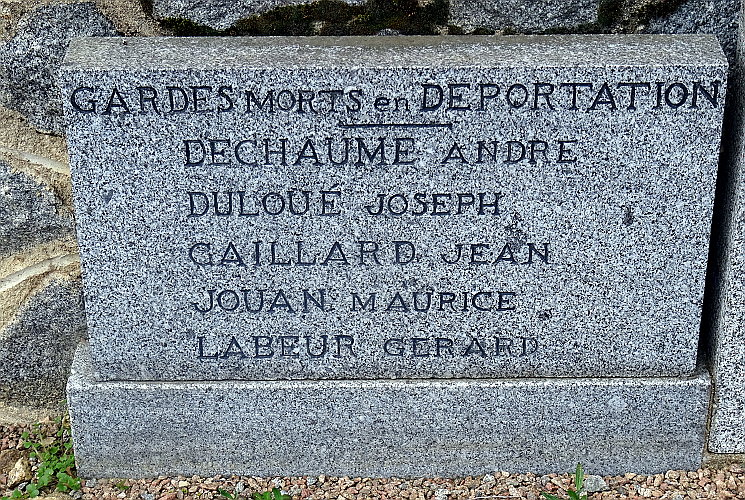 GARDES MORTS en DEPORTATION
DECHAUME ANDRE
DULOUÉ JOSEPH
GAILLARD JEAN
JOUAN MAURICE
LABEUR GERARD